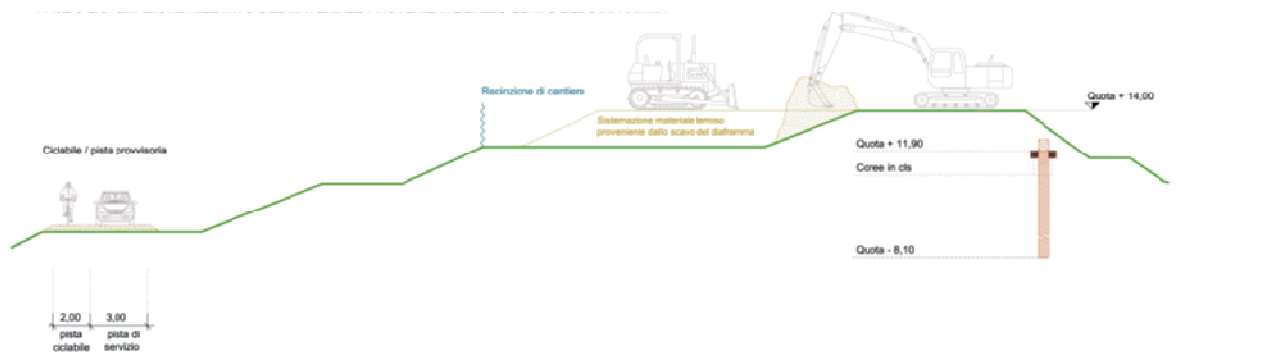 Recinzione di cantiere
Quota + 14,00
Sistemazione materiale terroso
proveniente dallo scavo del diaframma
Ciclabile / pista provvisoria
Quota + 11,90
Coree in cls
Quota - 8,10
2,00 3,00
pista pista di
ciclabile servizio